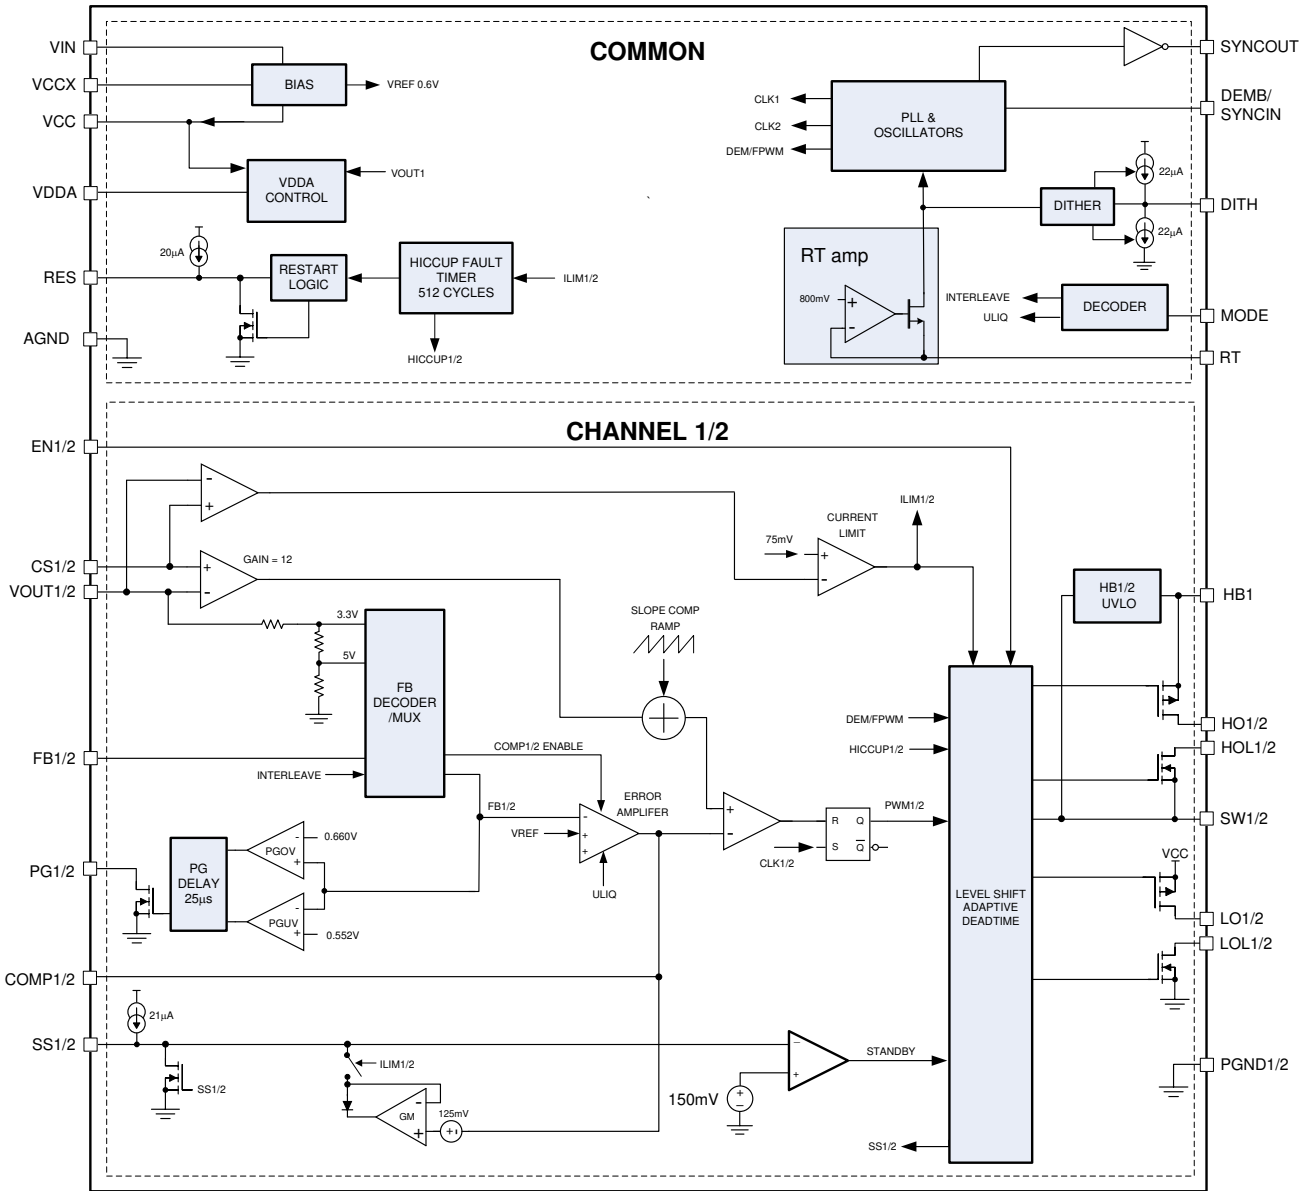 COMMON
VIN
VCCX
VCC
VDDA
RES
AGND
BIAS
VREF 0.6V
VDDA
CONTROL
VOUT1
20µA
RESTART
LOGIC
HICCUP FAULT
TIMER
512 CYCLES
ILIM1/2
HICCUP1/2
CLK1
CLK2
DEM/FPWM
PLL &
OSCILLATORS
SYNCOUT
DEMB/
SYNCIN
DITHER
22µA
22µA
DITH
RT amp
800mV
+
-
INTERLEAVE
ULIQ
DECODER
MODE
RT
CHANNEL 1/2
EN1/2
CS1/2
VOUT1/2
FB1/2
PG1/2
COMP1/2
SS1/2
-
+
+
-
GAIN = 12
3.3V
5V
FB
DECODER
/MUX
INTERLEAVE
COMP1/2 ENABLE
FB1/2
VREF
-
+
+
ERROR
AMPLIFER
ULIQ
SLOPE COMP
RAMP
75mV
+
-
CURRENT
LIMIT
ILIM1/2
+
-
R
Q
S
Q
CLK1/2
PWM1/2
DEM/FPWM
HICCUP1/2
LEVEL SHIFT
ADAPTIVE
DEADTIME
HB1/2
UVLO
HB1
HO1/2
HOL1/2
SW1/2
VCC
LO1/2
LOL1/2
PGND1/2
PG
DELAY
25µs
PGOV
-
+
0.660V
PGUV
-
+
0.552V
21µA
SS1/2
ILIM1/2
GM
-
+
125mV
+
-
150mV
+
-
-
+
STANDBY
SS1/2